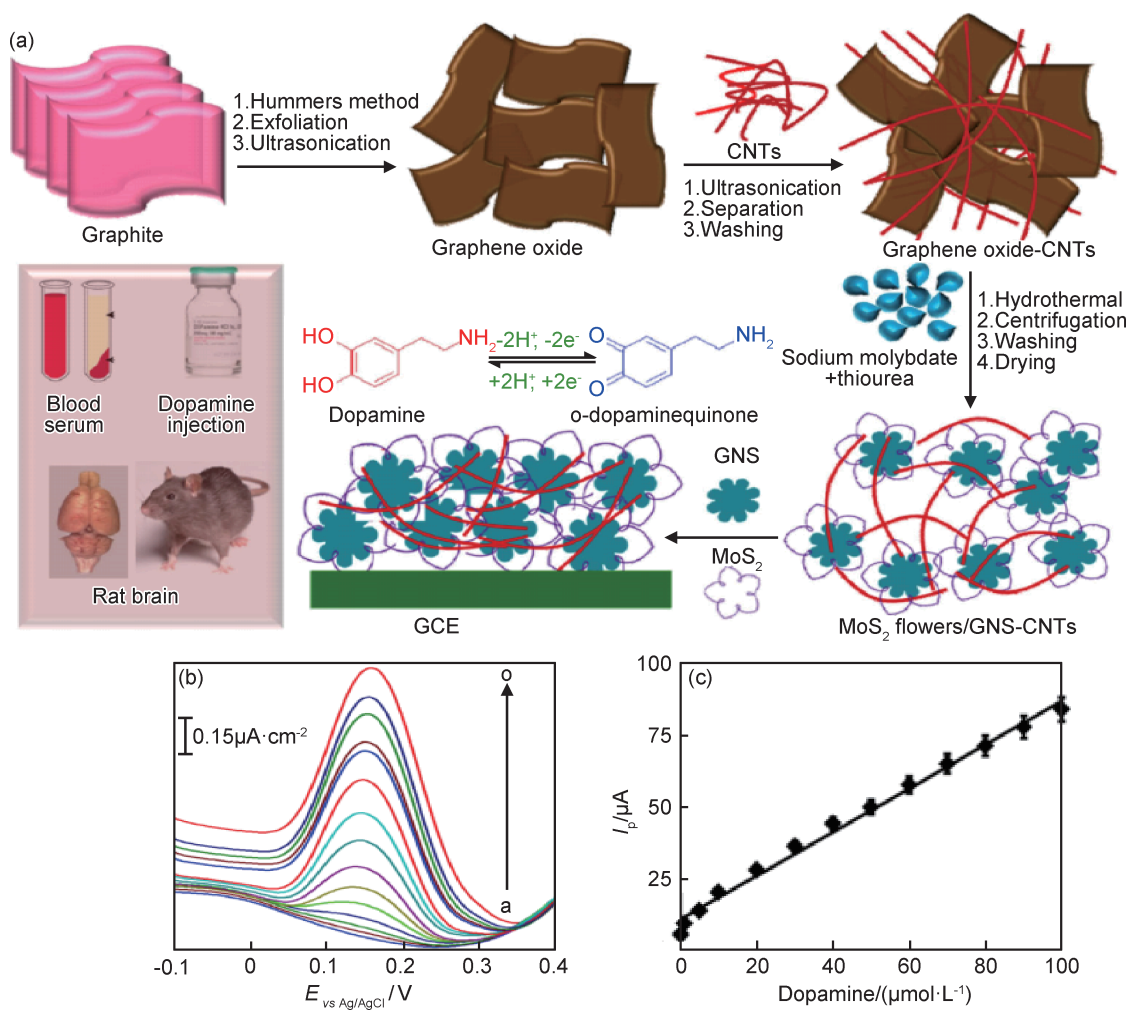 (a)
1.Hummers method
2.Exfoliation
3.Ultrasonication
Graphite
Graphene oxide
CNTs
1.Ultrasonication
2.Separation
3.Washing
Graphene oxide-CNTs
1.Hydrothermal
2.Centrifugation
3.Washing
4.Drying
Sodium molybdate
+thiourea
Blood
serum
Dopamine
injection
Rat brain
HO
HO
NH₂
-2H⁺, -2e⁻
+2H⁺, +2e⁻
O
O
NH₂
Dopamine
o-dopaminequinone
GNS
MoS₂
GCE
MoS₂ flowers/GNS-CNTs
(b)
0.15μA·cm⁻²
o
a
-0.1
0
0.1
0.2
0.3
0.4
E vs Ag/AgCl / V
(c)
100
75
50
25
Iₚ/μA
0
20
40
60
80
100
Dopamine/(μmol·L⁻¹)